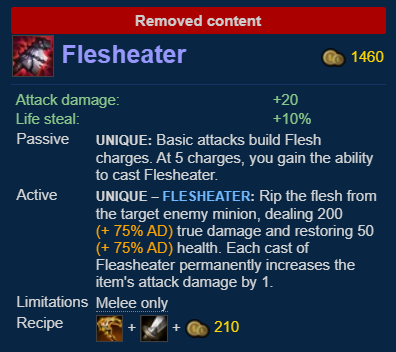 Removed content
Flesheater 1460
Attack damage: +20
Life steal: +10%
Passive UNIQUE: Basic attacks build Flesh
charges. At 5 charges, you gain the ability
to cast Flesheater.
Active UNIQUE – FLESHEATER: Rip the flesh from
the target enemy minion, dealing 200
(+ 75% AD) true damage and restoring 50
(+ 75% AD) health. Each cast of
Fleasheater permanently increases the
item's attack damage by 1.
Limitations Melee only
Recipe + + 210